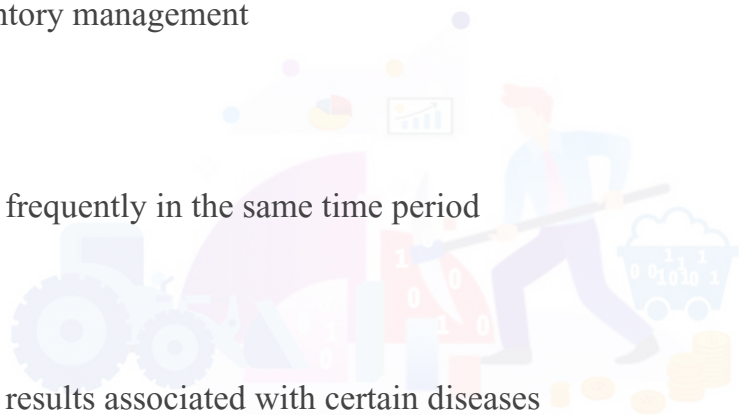 ntory management
frequently in the same time period
results associated with certain diseases